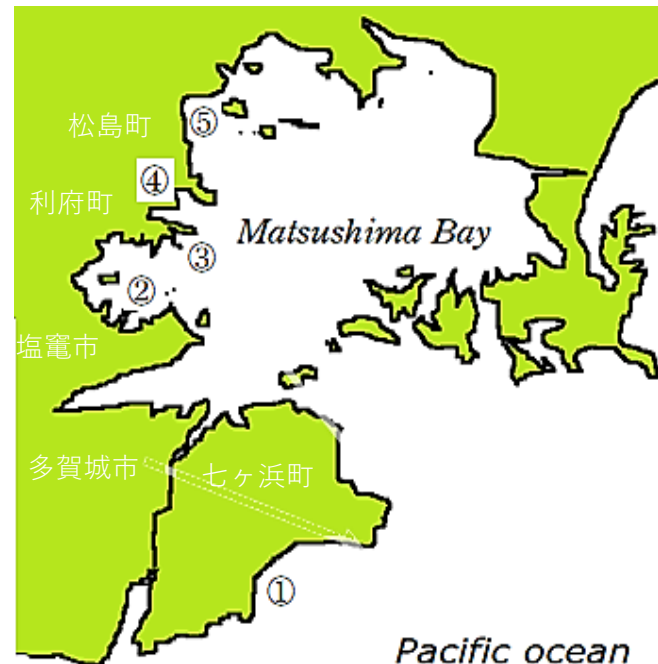 松島町
⑤
④
利府町
Matsushima Bay
③
②
塩竈市
多賀城市
七ヶ浜町
①
Pacific ocean